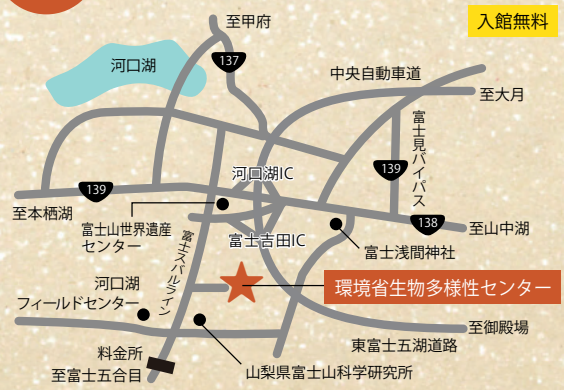 至甲府
入館無料
137
河口湖
中央自動車道
至大月
富士見バイパス
139
河口湖IC
139
至本栖湖
138
至山中湖
富士山世界遺産
センター
富士吉田IC
富士浅間神社
富士スバルライン
環境省生物多様性センター
河口湖
フィールドセンター
至御殿場
東富士五湖道路
料金所
至富士五合目
山梨県富士山科学研究所